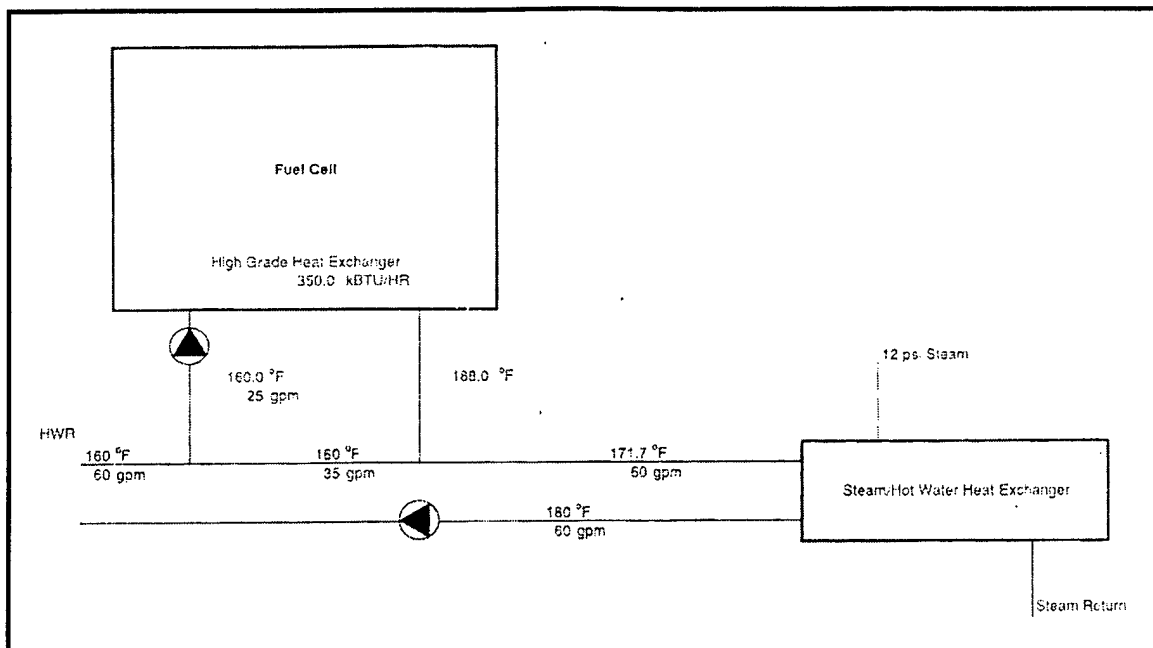 Fuel Cell
High Grade Heat Exchanger
350.0 kBTU/HR
160.0 °F
25 gpm
188.0 °F
12 psi Steam
HWR
160 °F
60 gpm
160 °F
35 gpm
171.7 °F
60 gpm
Steam/Hot Water Heat Exchanger
180 °F
60 gpm
Steam Return